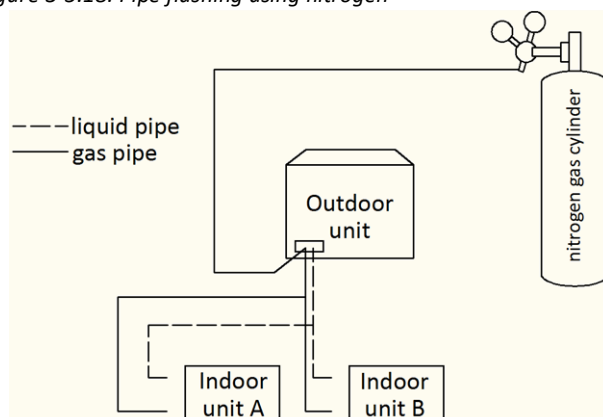 liquid pipe
gas pipe
Outdoor
unit
nitrogen gas cylinder
Indoor
unit A
Indoor
unit B